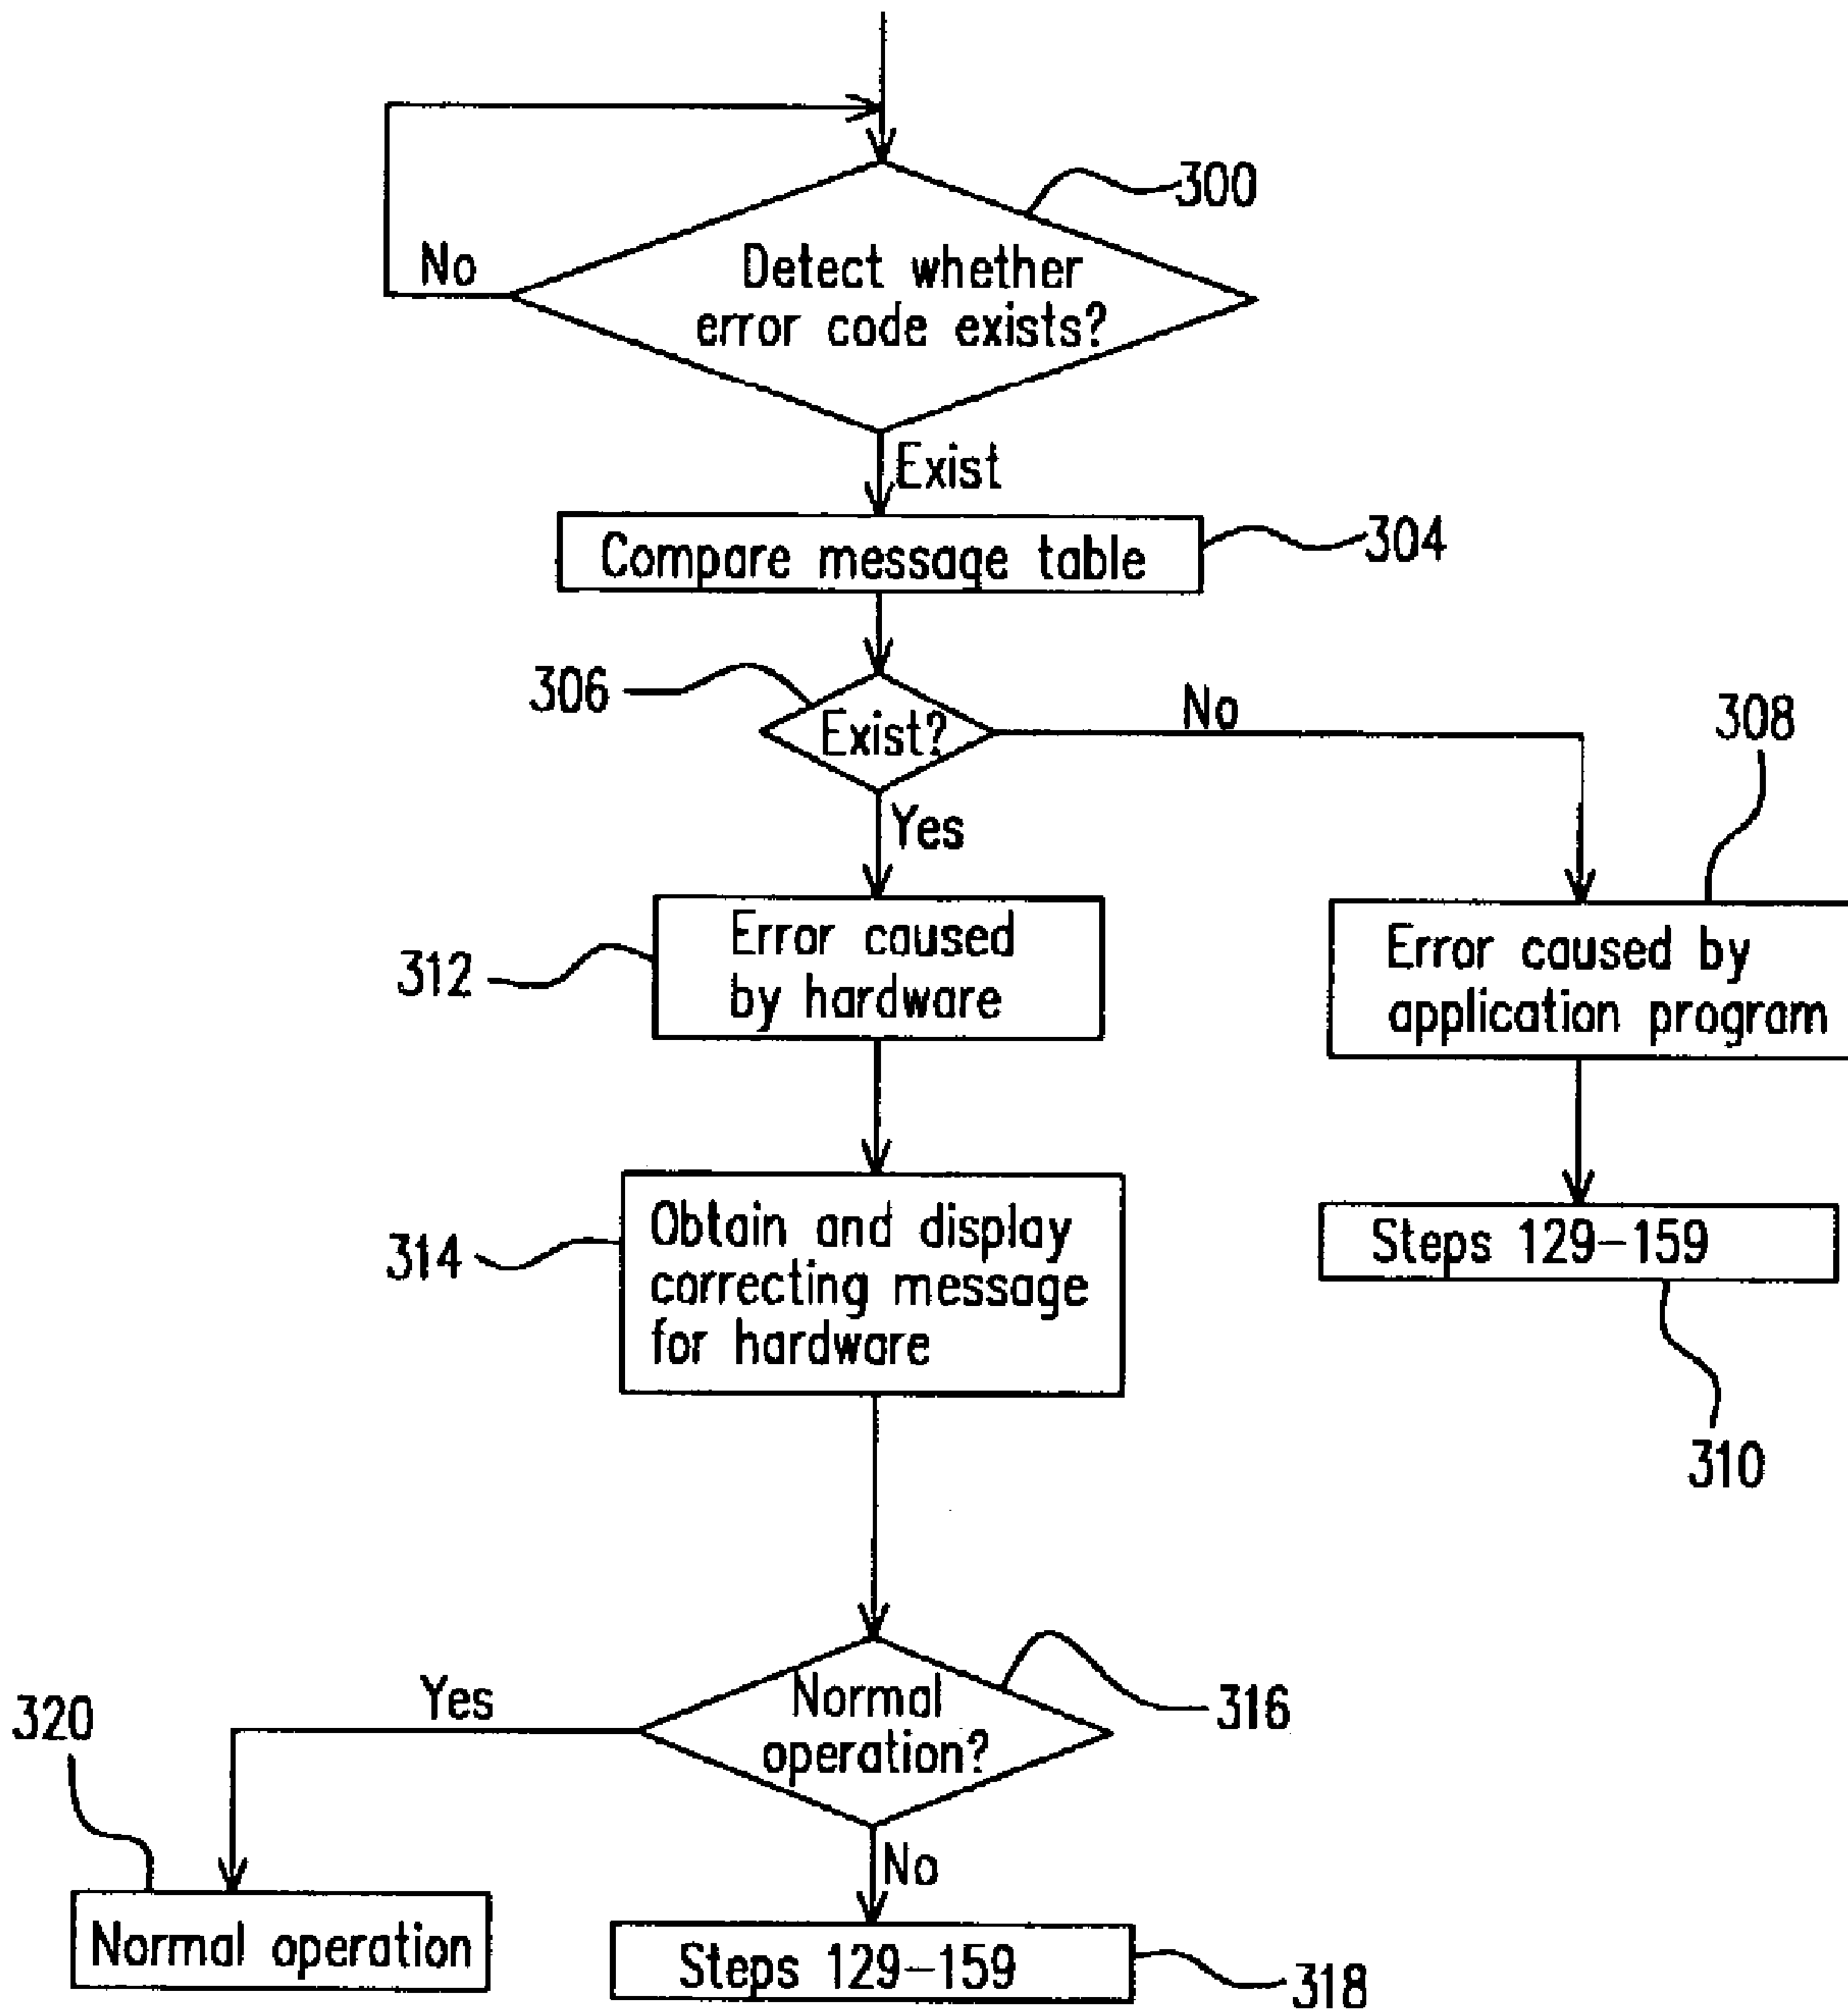 300
No
Detect whether
error code exists?
Exist
Compare message table
304
306
Exist?
No
308
Yes
312
Error caused
by hardware
Error caused by
application program
314
Obtain and display
correcting message
for hardware
Steps 129-159
310
Yes
Normal
operation?
316
320
No
Normal operation
Steps 129-159
318